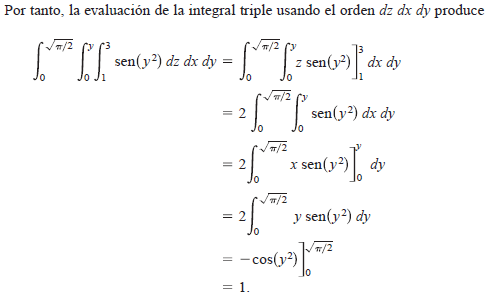 Por tanto, la evaluación de la integral triple usando el orden dz dx dy produce
∫₀^√π/2 ∫₀^y ∫₁³ sen(y²) dz dx dy = ∫₀^√π/2 ∫₀^y z sen(y²)]₁³ dx dy
= 2 ∫₀^√π/2 ∫₀^y sen(y²) dx dy
= 2 ∫₀^√π/2 x sen(y²)]₀^y dy
= 2 ∫₀^√π/2 y sen(y²) dy
= −cos(y²)]₀^√π/2
= 1.